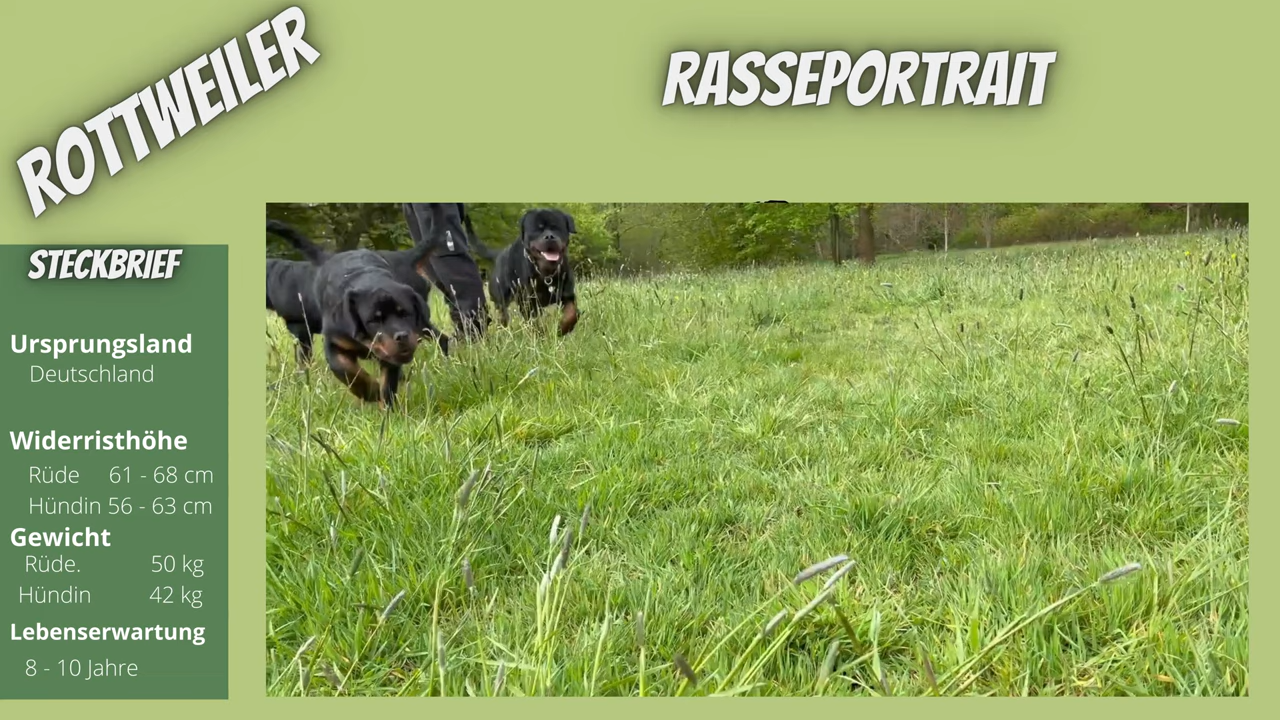 ROTTWEILER
RASSEPORTRAIT
STECKBRIEF
Ursprungsland
Deutschland
Widerristhöhe
Rüde 61 - 68 cm
Hündin 56 - 63 cm
Gewicht
Rüde. 50 kg
Hündin 42 kg
Lebenserwartung
8 - 10 Jahre